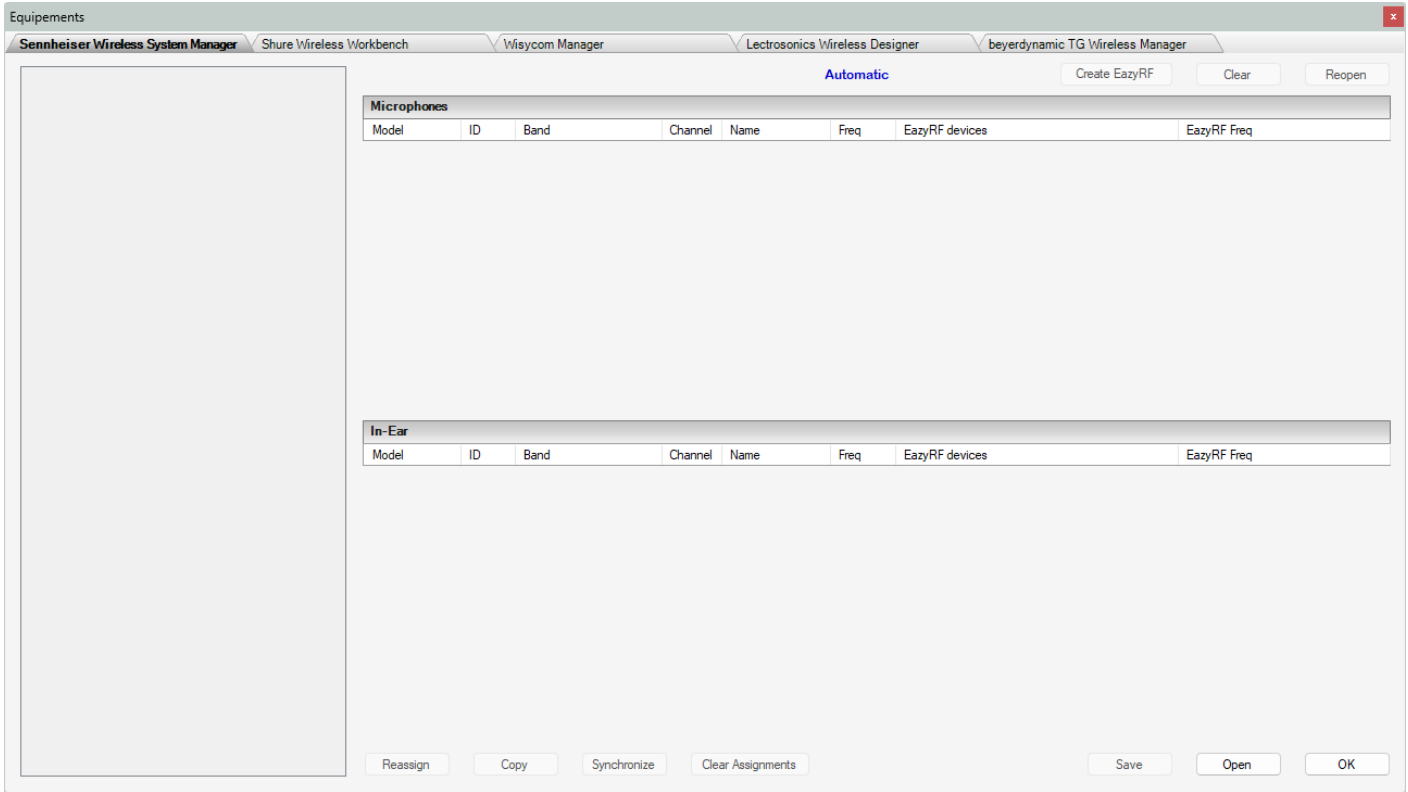 Equipements
x
Sennheiser Wireless System Manager Shure Wireless Workbench Wisycom Manager Lectrosonics Wireless Designer beyerdynamic TG Wireless Manager
Automatic Create EazyRF Clear Reopen
Microphones
Model ID Band Channel Name Freq EazyRF devices EazyRF Freq
In-Ear
Model ID Band Channel Name Freq EazyRF devices EazyRF Freq
Reassign Copy Synchronize Clear Assignments Save Open OK